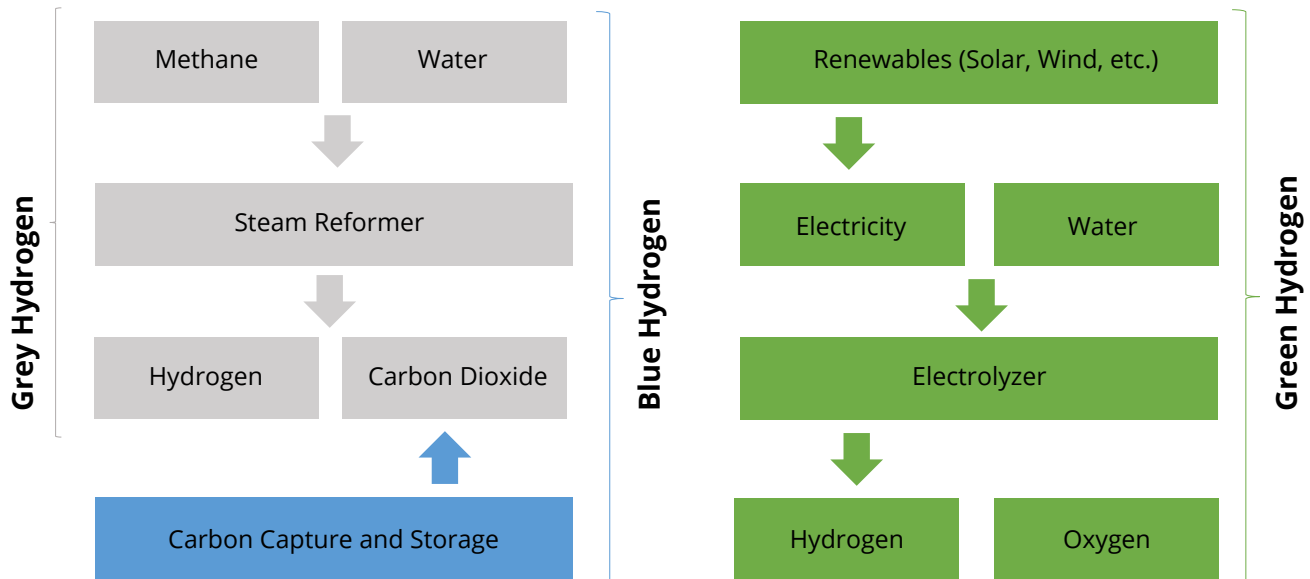 Grey Hydrogen
Methane
Water
Steam Reformer
Hydrogen
Carbon Dioxide
Carbon Capture and Storage
Blue Hydrogen
Renewables (Solar, Wind, etc.)
Electricity
Water
Electrolyzer
Hydrogen
Oxygen
Green Hydrogen